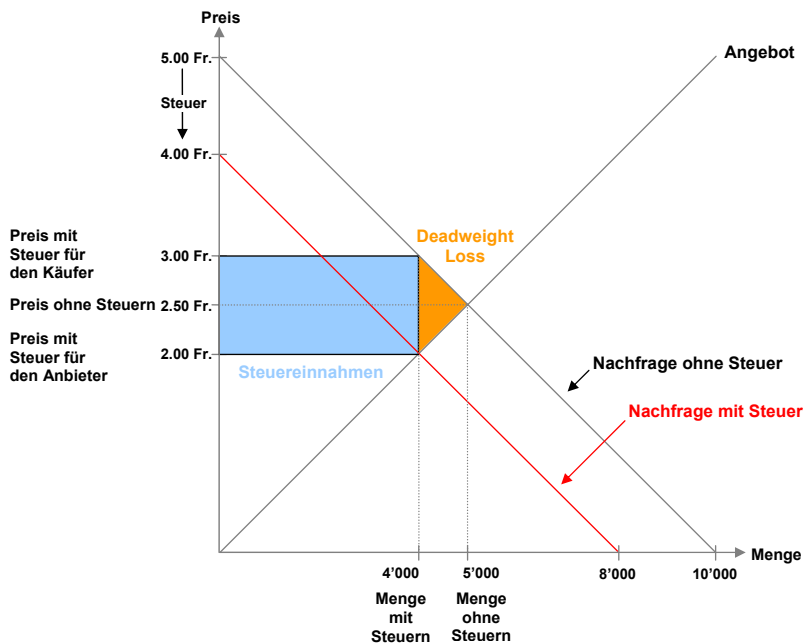 Preis
5.00 Fr.
Angebot
Steuer
4.00 Fr.
Preis mit
Steuer für
den Käufer
3.00 Fr.
Deadweight
Loss
Preis ohne Steuern
2.50 Fr.
Preis mit
Steuer für
den Anbieter
2.00 Fr.
Steuereinnahmen
Nachfrage ohne Steuer
Nachfrage mit Steuer
Menge
4’000
5’000
8’000
10’000
Menge
mit
Steuern
Menge
ohne
Steuern